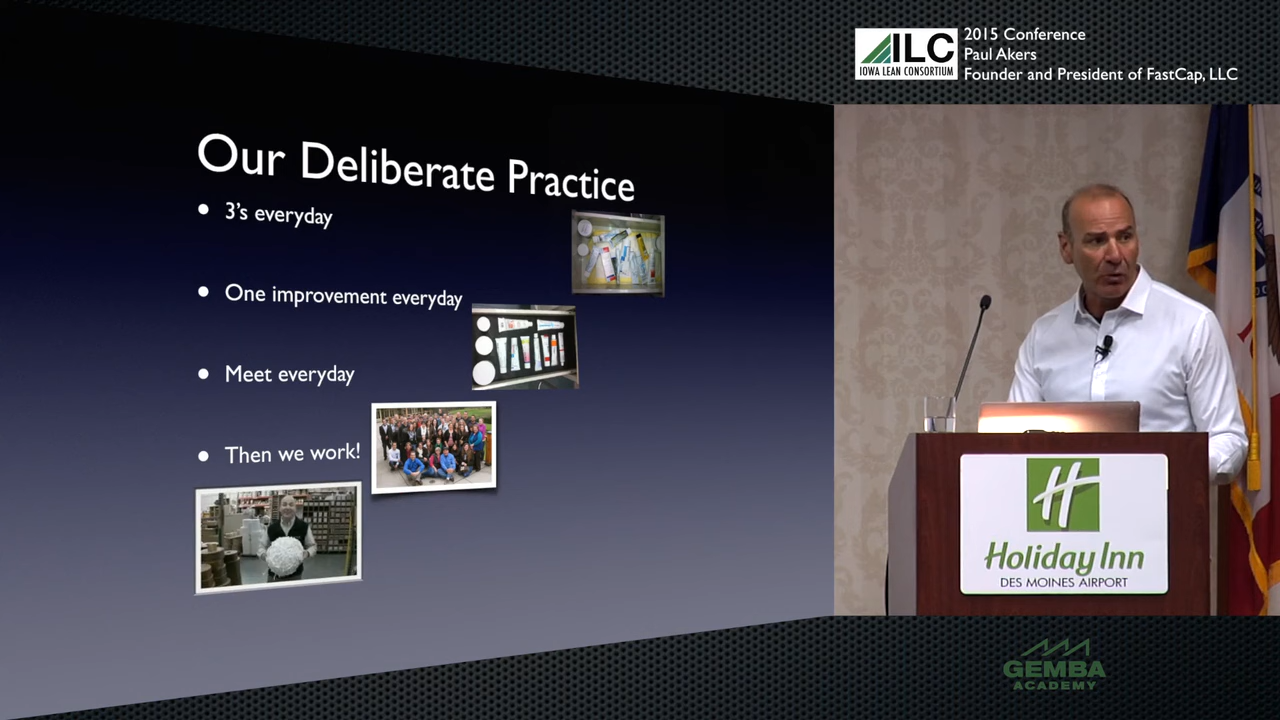 ILC
IOWA LEAN CONSORTIUM
2015 Conference
Paul Akers
Founder and President of FastCap, LLC
Our Deliberate Practice
• 3's everyday
• One improvement everyday
• Meet everyday
• Then we work!
H
Holiday Inn
DES MOINES AIRPORT
GEMBA
ACADEMY